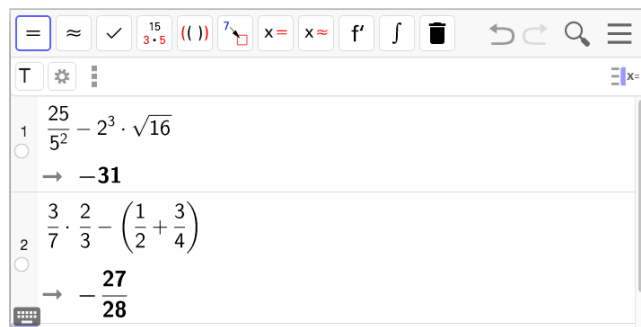 = ≈ ✓ 15 3·5 (( )) 7 x= x≈ f′ ∫
T x=
1 25/5² − 2³ · √16
→ −31
2 3/7 · 2/3 − (1/2 + 3/4)
→ −27/28